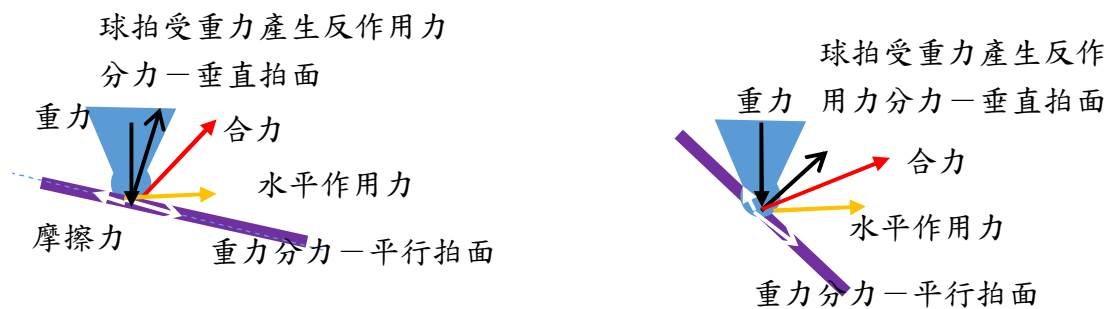 球拍受重力產生反作用力
分力－垂直拍面
重力
合力
水平作用力
摩擦力
重力分力－平行拍面
球拍受重力產生反作
重力 用力分力－垂直拍面
合力
水平作用力
重力分力－平行拍面